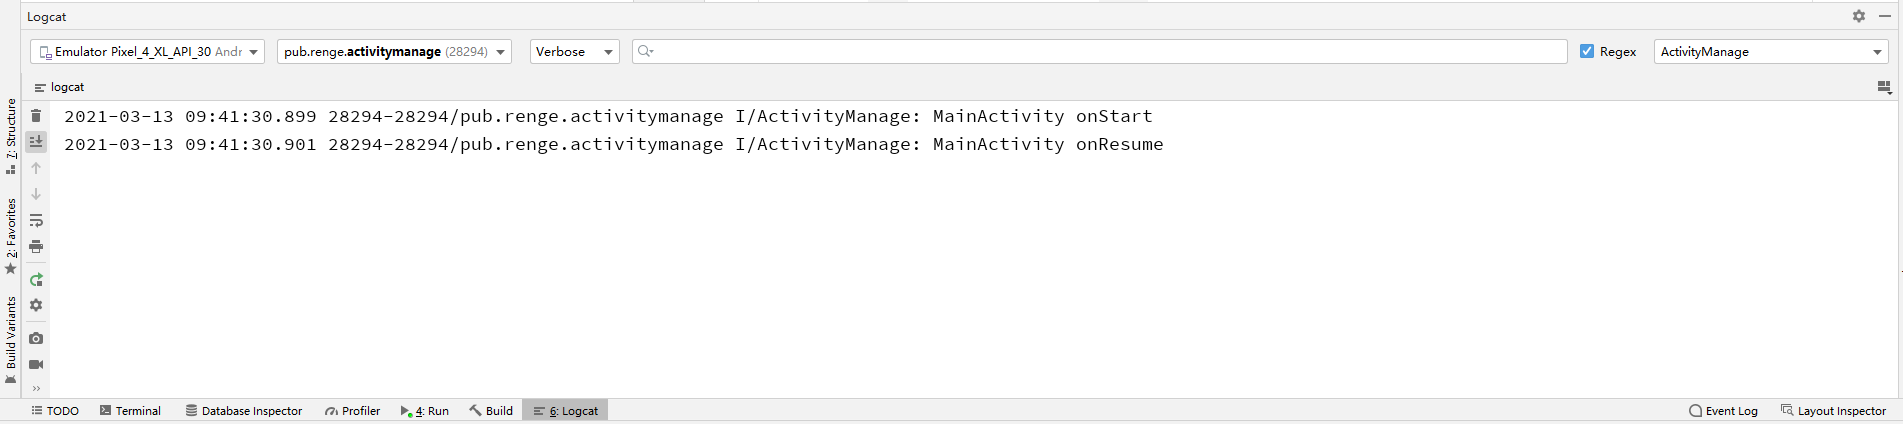 Logcat
Emulator Pixel_4_XL_API_30 Andr
pub.renge.activitymanage (28294)
Verbose
Regex
ActivityManage
logcat
2021-03-13 09:41:30.899 28294-28294/pub.renge.activitymanage I/ActivityManage: MainActivity onStart
2021-03-13 09:41:30.901 28294-28294/pub.renge.activitymanage I/ActivityManage: MainActivity onResume
7: Structure
2: Favorites
Build Variants
TODO
Terminal
Database Inspector
Profiler
4: Run
Build
6: Logcat
Event Log
Layout Inspector